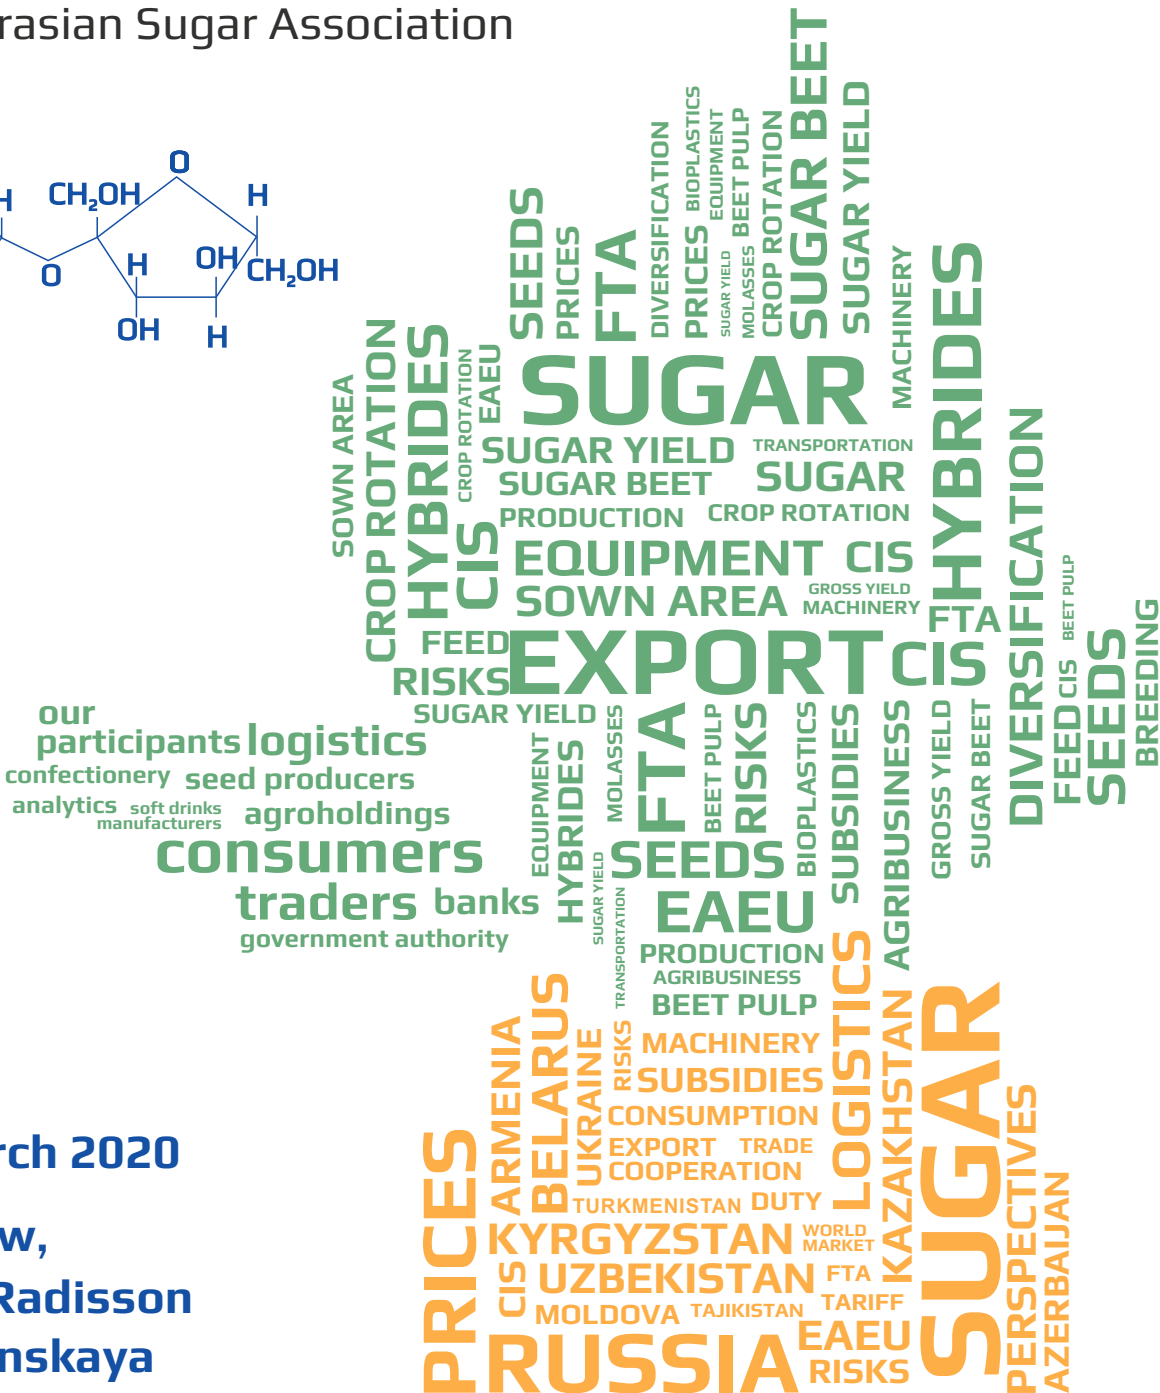 rasian Sugar Association
O
H
CH₂OH
H
O
H
OH
CH₂OH
OH
H
SEEDS
PRICES
FTA
DIVERSIFICATION
PRICES
BIOPLASTICS
EQUIPMENT
SUGAR YIELD
BEET PULP
MOLASSES
CROP ROTATION
SUGAR BEET
SUGAR YIELD
MACHINERY
HYBRIDES
SOWN AREA
CROP ROTATION
HYBRIDES
CROP ROTATION
EAEU
CIS
SUGAR
SUGAR YIELD
TRANSPORTATION
SUGAR BEET
SUGAR
PRODUCTION
CROP ROTATION
EQUIPMENT
CIS
SOWN AREA
GROSS YIELD
MACHINERY
FTA
FEED
EXPORT
CIS
RISKS
SUGAR YIELD
DIVERSIFICATION
BEET PULP
FEED
CIS
SEEDS
BREEDING
our
participants
logistics
confectionery
seed producers
analytics
soft drinks
manufacturers
agroholdings
consumers
traders
banks
government authority
EQUIPMENT
HYBRIDES
SUGAR YIELD
MOLASSES
TRANSPORTATION
FTA
BEET PULP
RISKS
BIOPLASTICS
SUBSIDIES
AGRIBUSINESS
GROSS YIELD
SUGAR BEET
SEEDS
EAEU
PRODUCTION
AGRIBUSINESS
BEET PULP
PRICES
ARMENIA
BELARUS
UKRAINE
RISKS
MACHINERY
SUBSIDIES
CONSUMPTION
EXPORT
TRADE
COOPERATION
TURKMENISTAN
DUTY
LOGISTICS
KAZAKHSTAN
SUGAR
PERSPECTIVES
AZERBAIJAN
KYRGYZSTAN
WORLD
MARKET
CIS
UZBEKISTAN
FTA
MOLDOVA
TAJIKISTAN
TARIFF
RUSSIA
EAEU
RISKS
rch 2020
w,
Radisson
nskaya